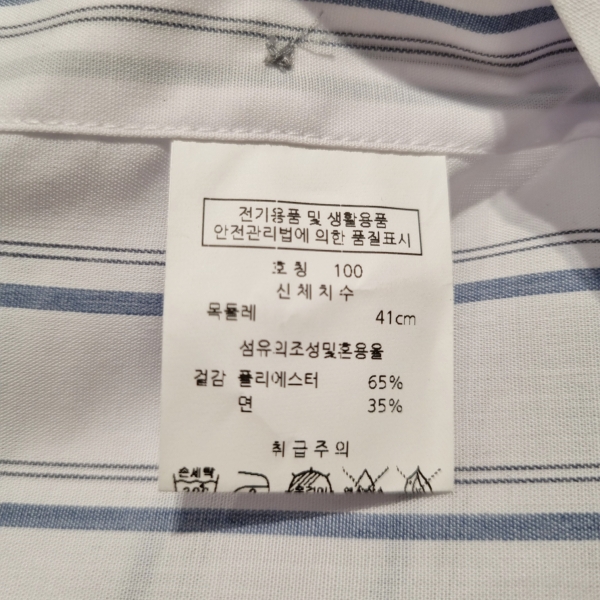 전기용품 및 생활용품
안전관리법에 의한 품질표시
호칭 100
신체치수
목둘레 41cm
섬유의조성및혼용율
겉감 폴리에스터 65%
면 35%
취급주의
손세탁